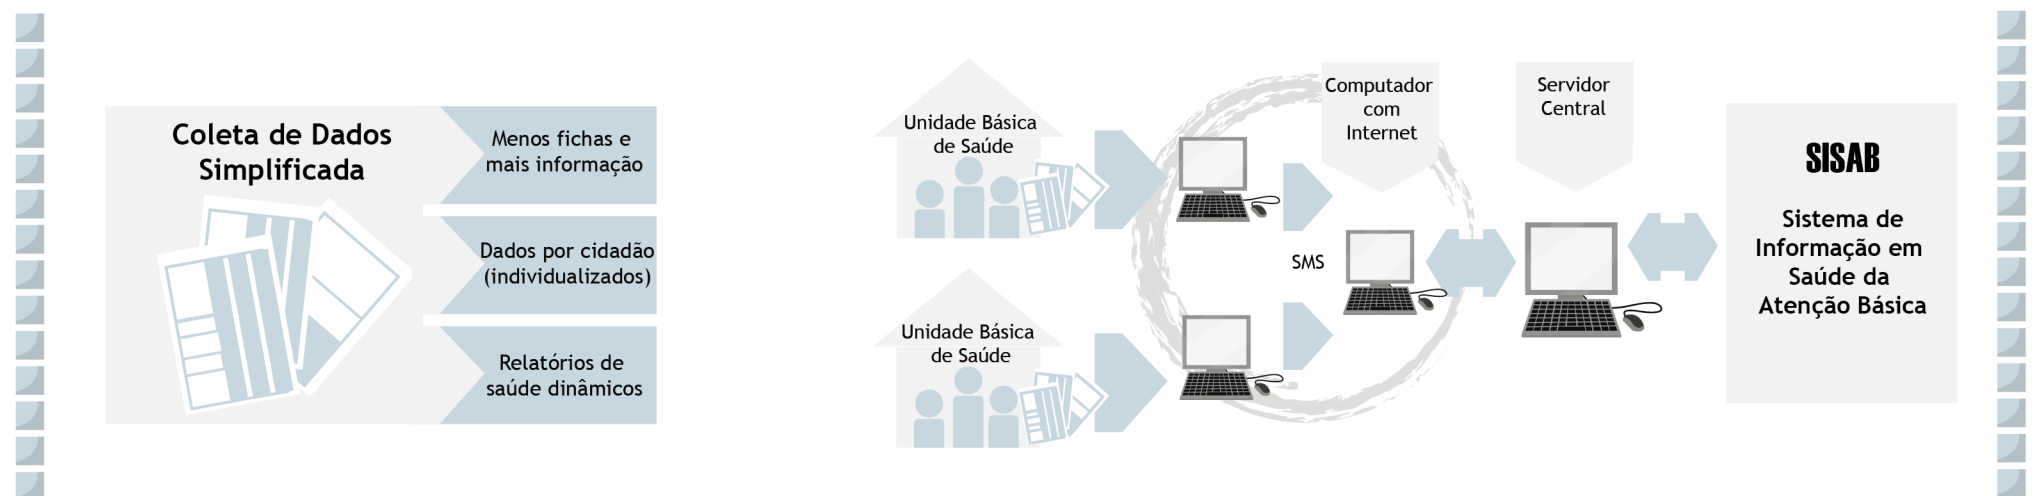 Coleta de Dados
Simplificada
Menos fichas e
mais informação
Dados por cidadão
(individualizados)
Relatórios de
saúde dinâmicos
Unidade Básica
de Saúde
Unidade Básica
de Saúde
Computador
com
Internet
SMS
Servidor
Central
SISAB
Sistema de
Informação em
Saúde da
Atenção Básica